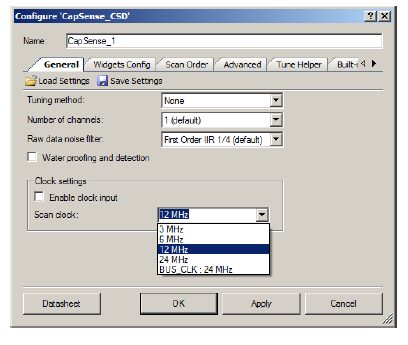 Configure 'CapSense_CSD'
Name CapSense_1
General Widgets Config Scan Order Advanced Tune Helper Built-i
Load Settings Save Settings
Tuning method: None
Number of channels: 1 (default)
Raw data noise filter: First Order IIR 1/4 (default)
Water proofing and detection
Clock settings
Enable clock input
Scan clock: 12 MHz
3 MHz
6 MHz
12 MHz
24 MHz
BUS_CLK : 24 MHz
Datasheet OK Apply Cancel